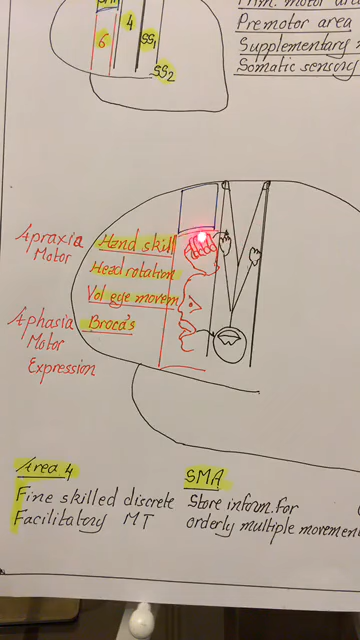 6
4
SS1
SS2
Prim. motor area
Premotor area
Supplementary
Somatic sensory
Apraxia
Motor
Hand skill
Head rotation
Vol eye movem
Aphasia
Motor
Expression
Broca's
Area 4
Fine skilled discrete
Facilitatory MT
SMA
Store inform. for
orderly multiple movement